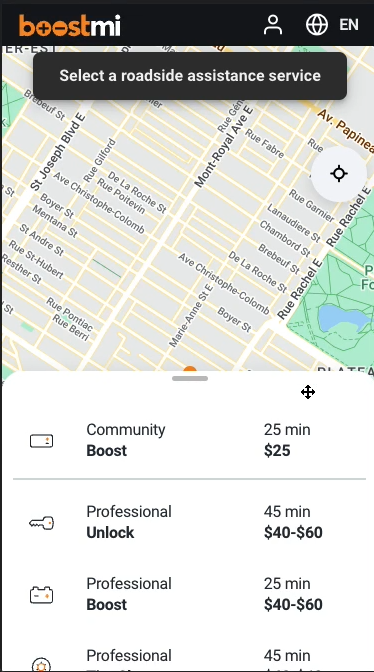 boostmi
EN
ER-EST
Select a roadside assistance service
Brebeuf St
St Joseph Blvd E
Rue Gilford
Mont-Royal Ave E
Rue Fabre
Av. Papinea
Rue
De La Roche St
Rue Poitevin
Ave Christophe-Colomb
Boyer St
Mentana St
St Andre St
Rue St-Hubert
Resther St
Rue Pontiac
Rue Berri
Rue Garnier
Rue Rachel E
Lanaudiere St
Chambord St
Brebeuf St
De La Roche St
Ave Christophe-Colomb
Rue Rachel E
Marie-Anne St E
Boyer St
Community
25 min
Boost
$25
Professional
45 min
Unlock
$40-$60
Professional
25 min
Boost
$40-$60
Professional
45 min